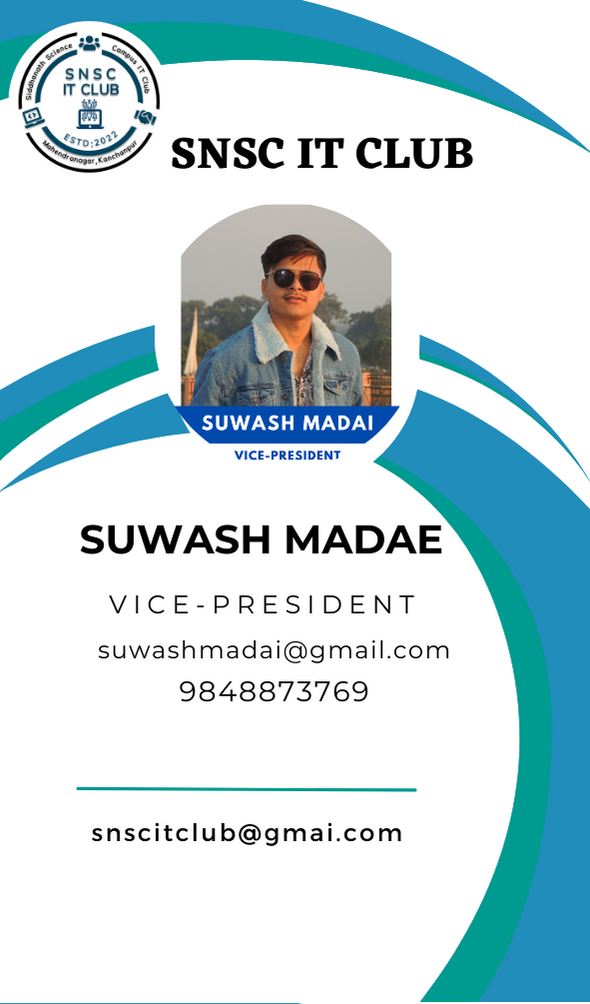 Siddhanath Science Campus IT Club
SNSC
IT CLUB
ESTD:2022
Mahendranagar, Kanchanpur
SNSC IT CLUB
SUWASH MADAI
VICE-PRESIDENT
SUWASH MADAE
VICE-PRESIDENT
suwashmadai@gmail.com
9848873769
snscitclub@gmai.com